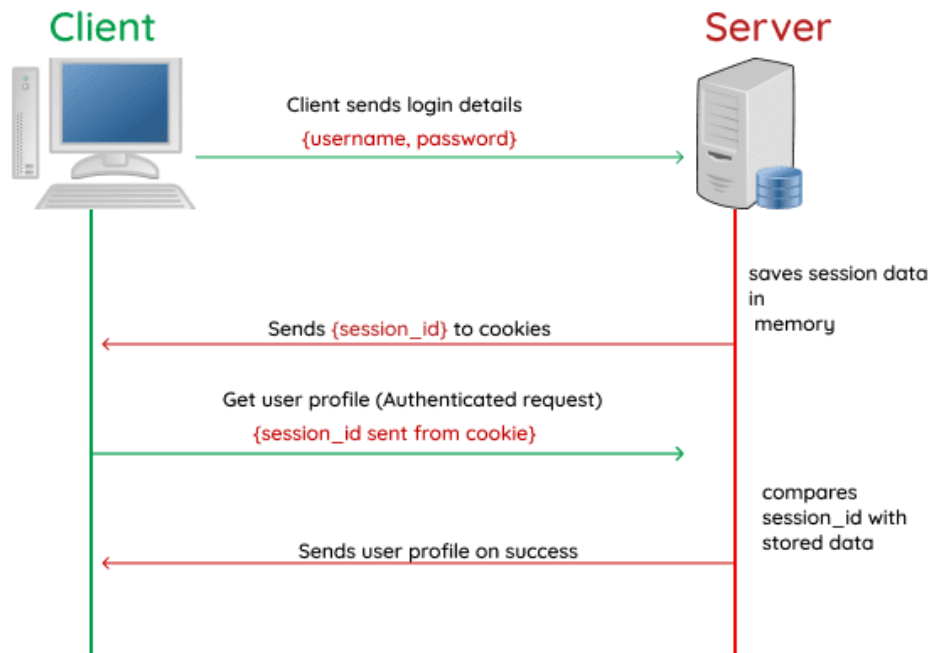 Client
Server
Client sends login details
{username, password}
saves session data
in
memory
Sends {session_id} to cookies
Get user profile (Authenticated request)
{session_id sent from cookie}
compares
session_id with
stored data
Sends user profile on success